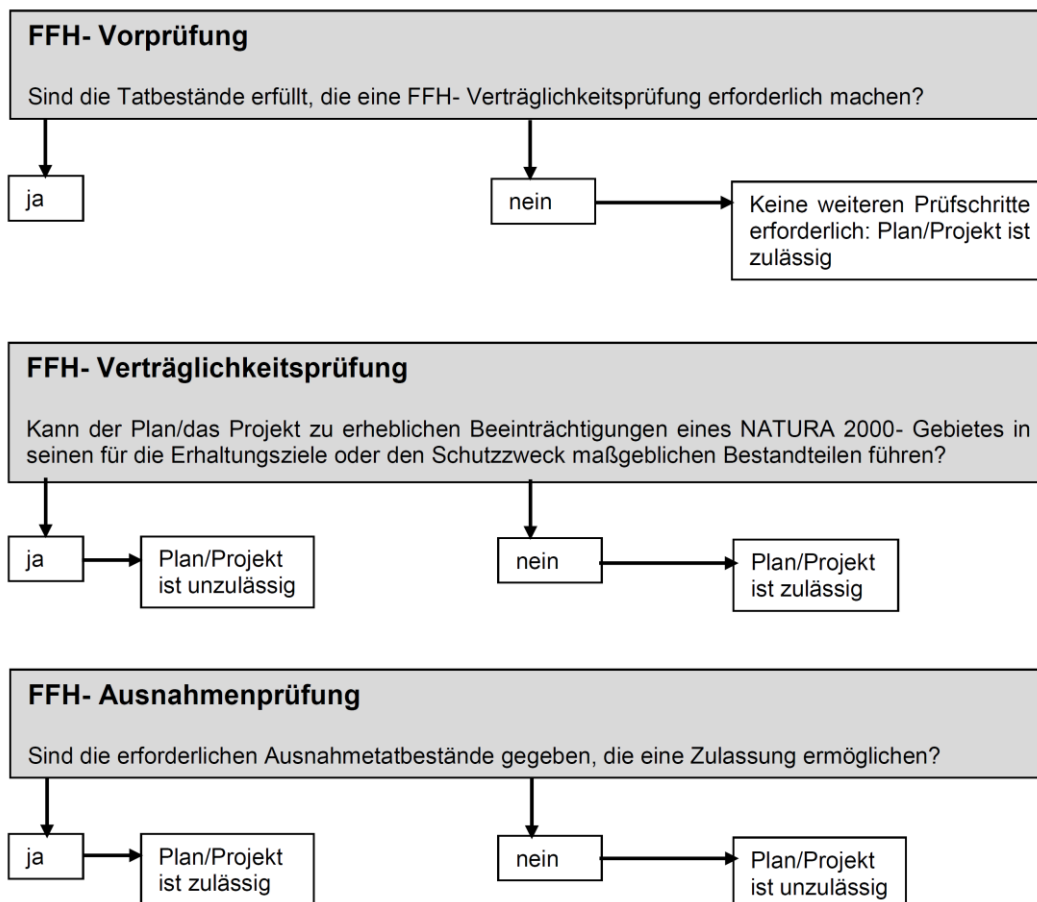 FFH- Vorprüfung
Sind die Tatbestände erfüllt, die eine FFH- Verträglichkeitsprüfung erforderlich machen?
ja
nein
Keine weiteren Prüfschritte
erforderlich: Plan/Projekt ist
zulässig
FFH- Verträglichkeitsprüfung
Kann der Plan/das Projekt zu erheblichen Beeinträchtigungen eines NATURA 2000- Gebietes in
seinen für die Erhaltungsziele oder den Schutzzweck maßgeblichen Bestandteilen führen?
ja
Plan/Projekt
ist unzulässig
nein
Plan/Projekt
ist zulässig
FFH- Ausnahmenprüfung
Sind die erforderlichen Ausnahmetatbestände gegeben, die eine Zulassung ermöglichen?
ja
Plan/Projekt
ist zulässig
nein
Plan/Projekt
ist unzulässig